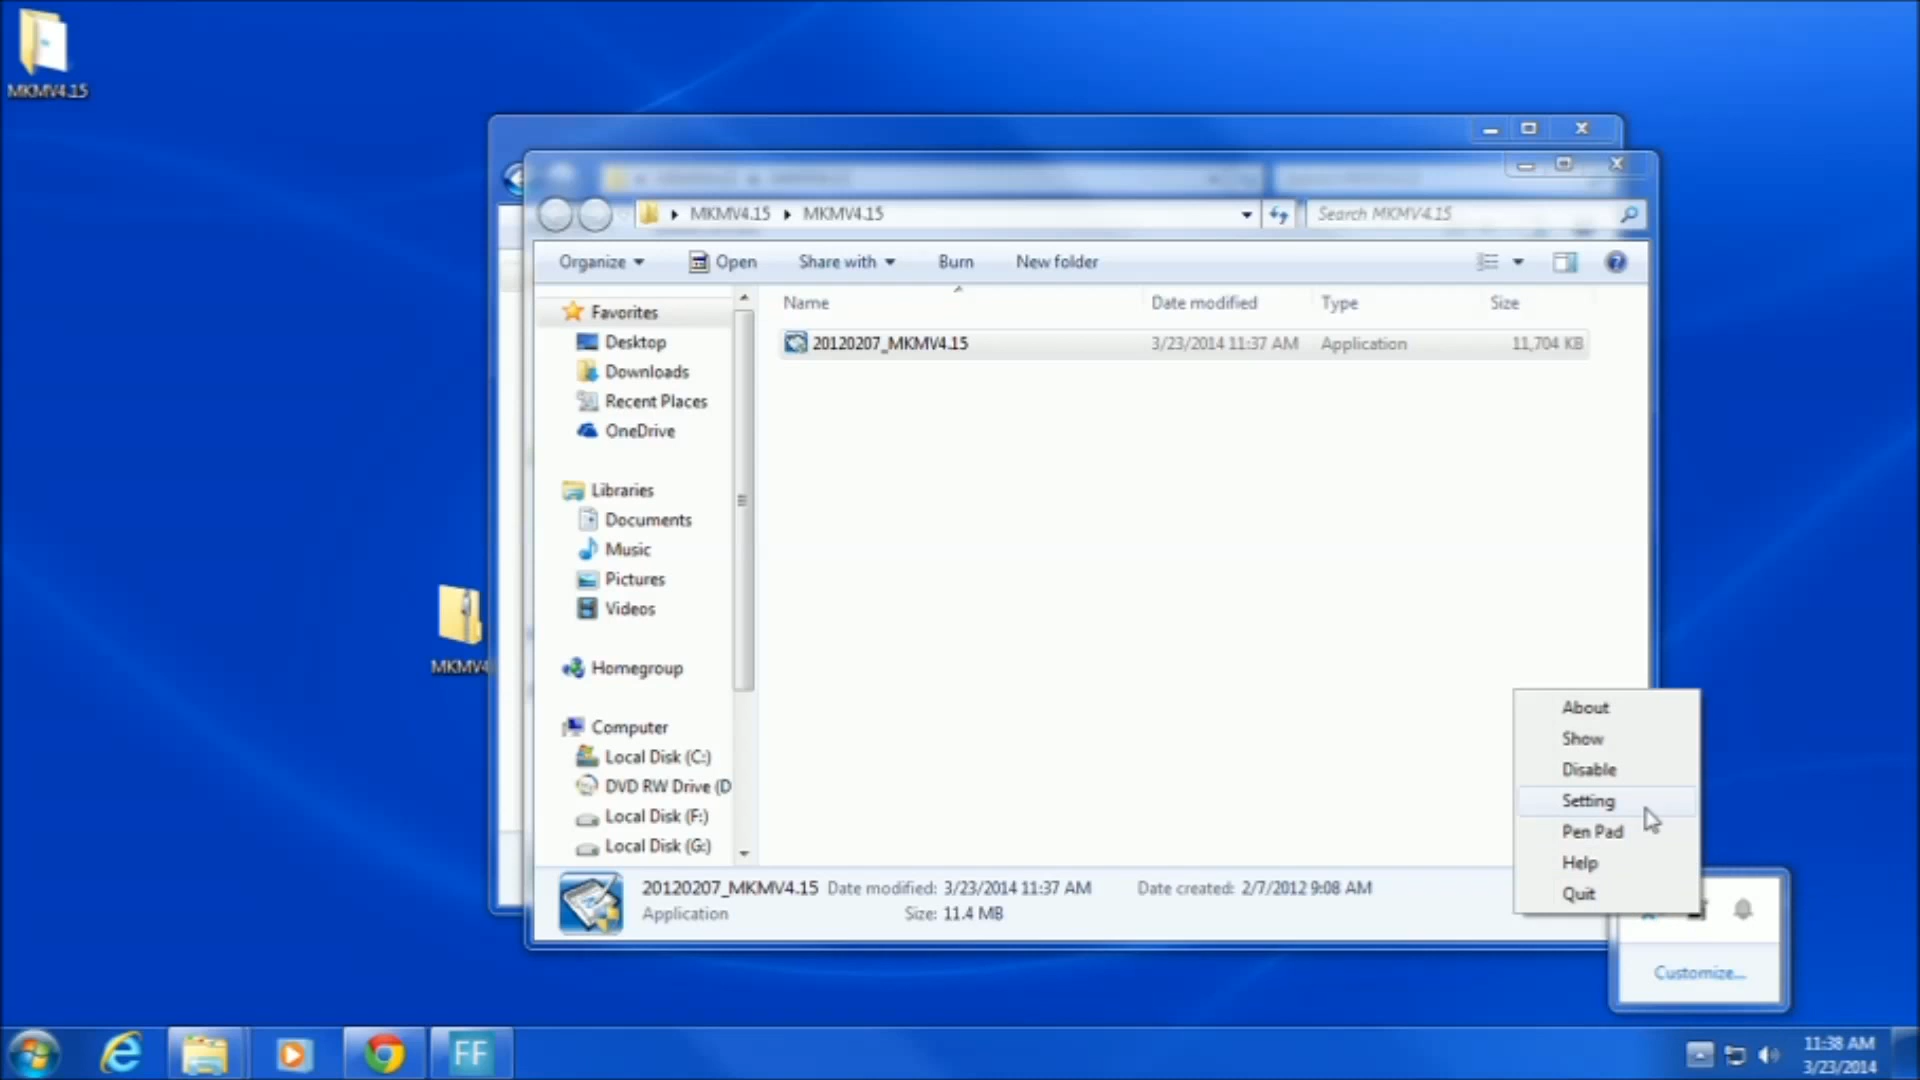 MKMV4.15
MKMV4.15 MKMV4.15
Search MKMV4.15
Organize Open Share with Burn New folder
Name Date modified Type Size
Favorites
20120207_MKMV4.15 3/23/2014 11:37 AM Application 11,704 KB
Desktop
Downloads
Recent Places
OneDrive
Libraries
Documents
Music
Pictures
Videos
MKMV4
Homegroup
Computer
Local Disk (C:)
DVD RW Drive (D
Local Disk (F:)
Local Disk (G:)
About
Show
Disable
Setting
Pen Pad
Help
Quit
20120207_MKMV4.15 Date modified: 3/23/2014 11:37 AM Date created: 2/7/2012 9:08 AM
Application Size: 11.4 MB
Customize...
FF
11:38 AM
3/23/2014